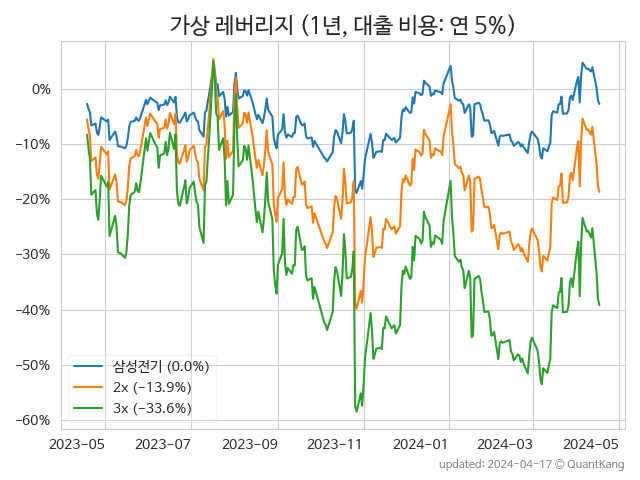 가상 레버리지 (1년, 대출 비용: 연 5%)
0%
−10%
−20%
−30%
−40%
−50%
−60%
삼성전기 (0.0%)
2x (−13.9%)
3x (−33.6%)
2023-05 2023-07 2023-09 2023-11 2024-01 2024-03 2024-05
updated: 2024-04-17 © QuantKang